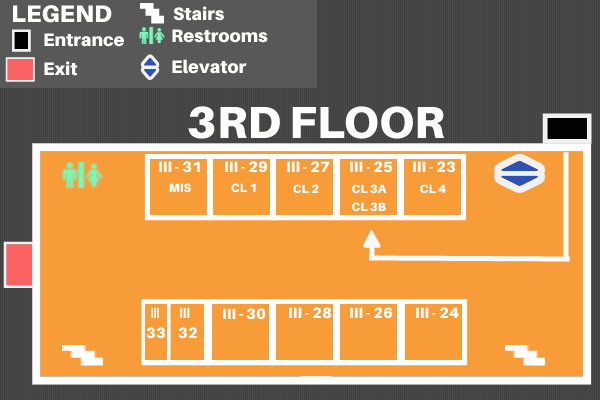 LEGEND
Entrance
Exit
Stairs
Restrooms
Elevator
3RD FLOOR
III - 31
MIS
III - 29
CL 1
III - 27
CL 2
III - 25
CL 3A
CL 3B
III - 23
CL 4
III
33
III
32
III - 30
III - 28
III - 26
III - 24